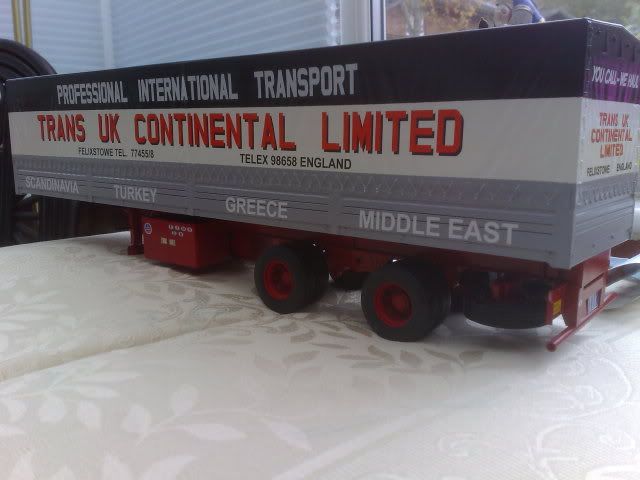 PROFESSIONAL INTERNATIONAL TRANSPORT
TRANS UK CONTINENTAL LIMITED
FELIXSTOWE TEL. 77455/8
TELEX 98658 ENGLAND
SCANDINAVIA
TURKEY
GREECE
MIDDLE EAST
YOU CALL-WE HAUL
TRANS UK
CONTINENTAL
LIMITED
FELIXSTOWE ENGLAND